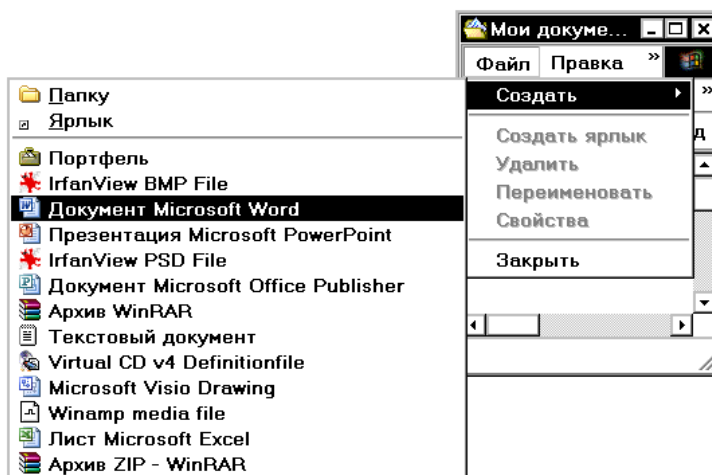 Мои докуме...
Файл Правка »
Создать
»
Создать ярлык
Удалить
Переименовать
Свойства
Закрыть
Папку
Ярлык
Портфель
IrfanView BMP File
Документ Microsoft Word
Презентация Microsoft PowerPoint
IrfanView PSD File
Документ Microsoft Office Publisher
Архив WinRAR
Текстовый документ
Virtual CD v4 Definitionfile
Microsoft Visio Drawing
Winamp media file
Лист Microsoft Excel
Архив ZIP - WinRAR